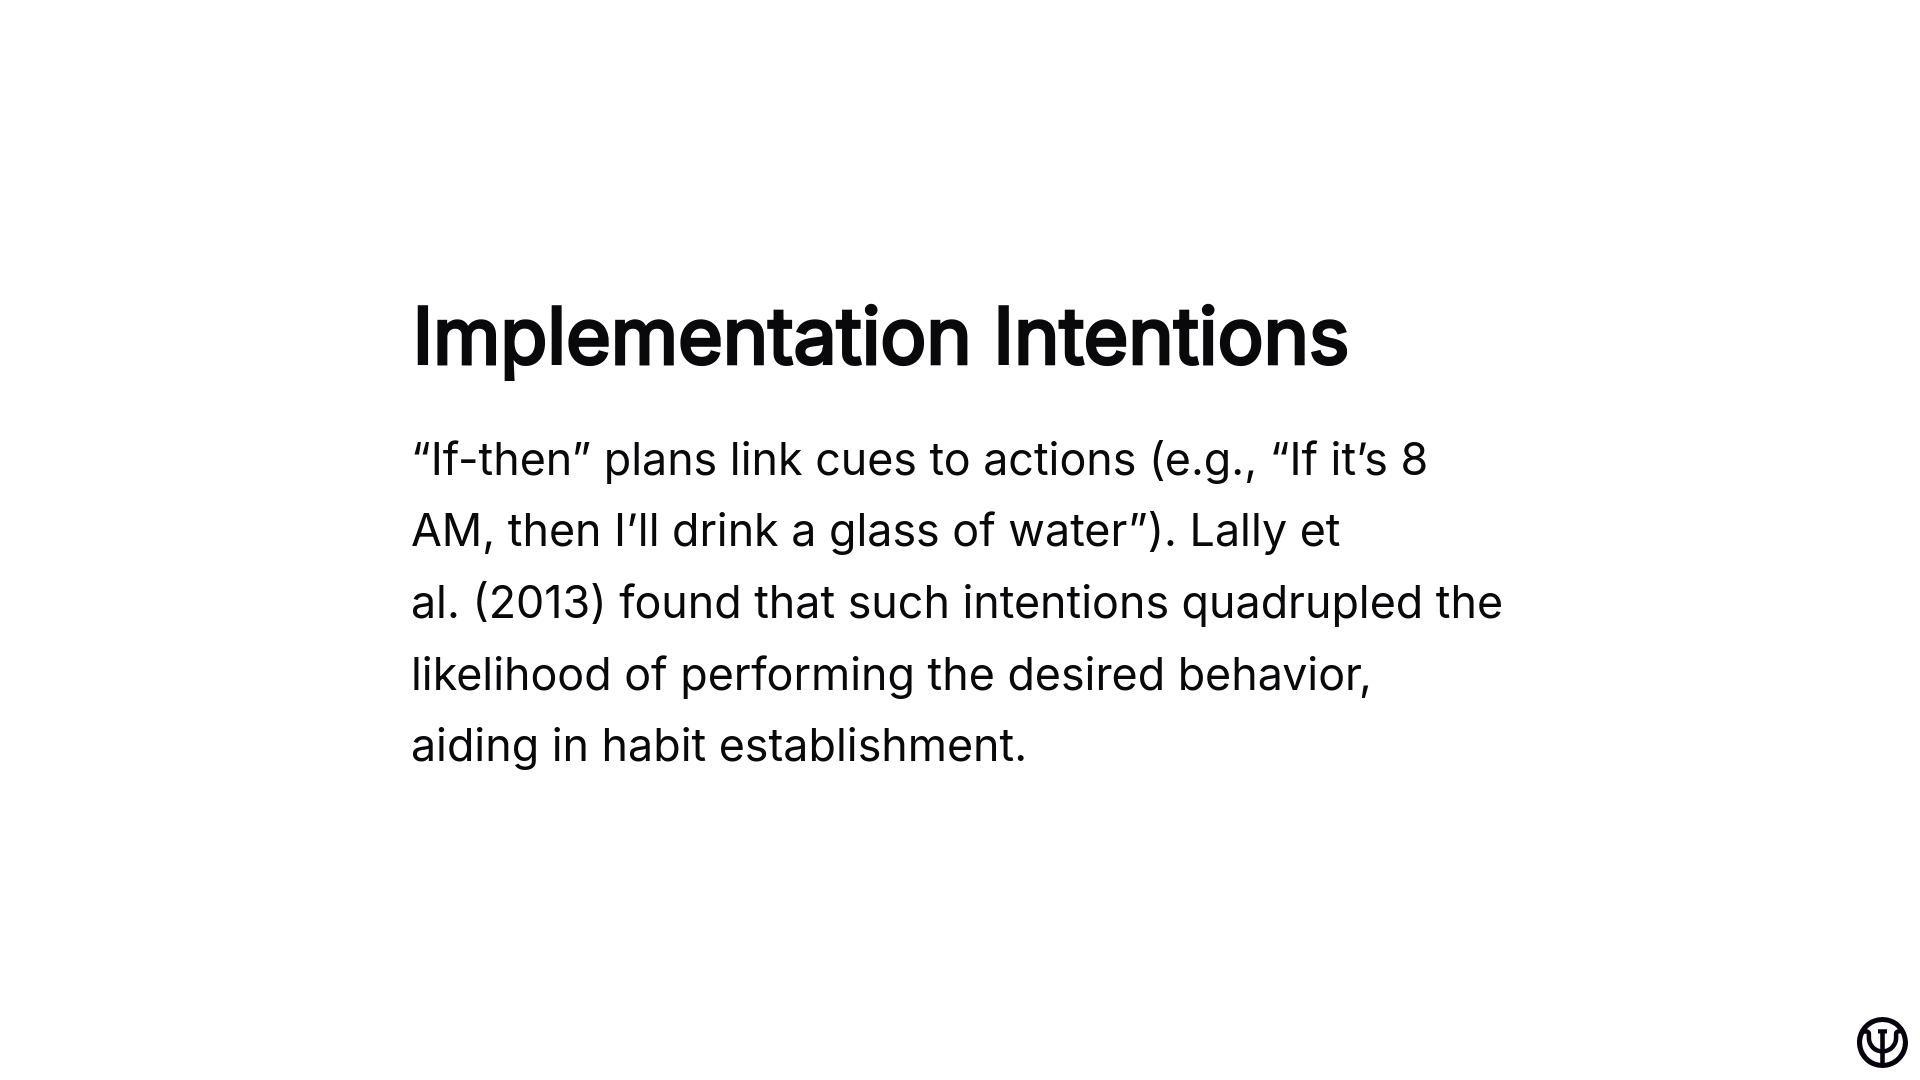 Implementation Intentions
“If-then” plans link cues to actions (e.g., “If it’s 8
AM, then I’ll drink a glass of water”). Lally et
al. (2013) found that such intentions quadrupled the
likelihood of performing the desired behavior,
aiding in habit establishment.